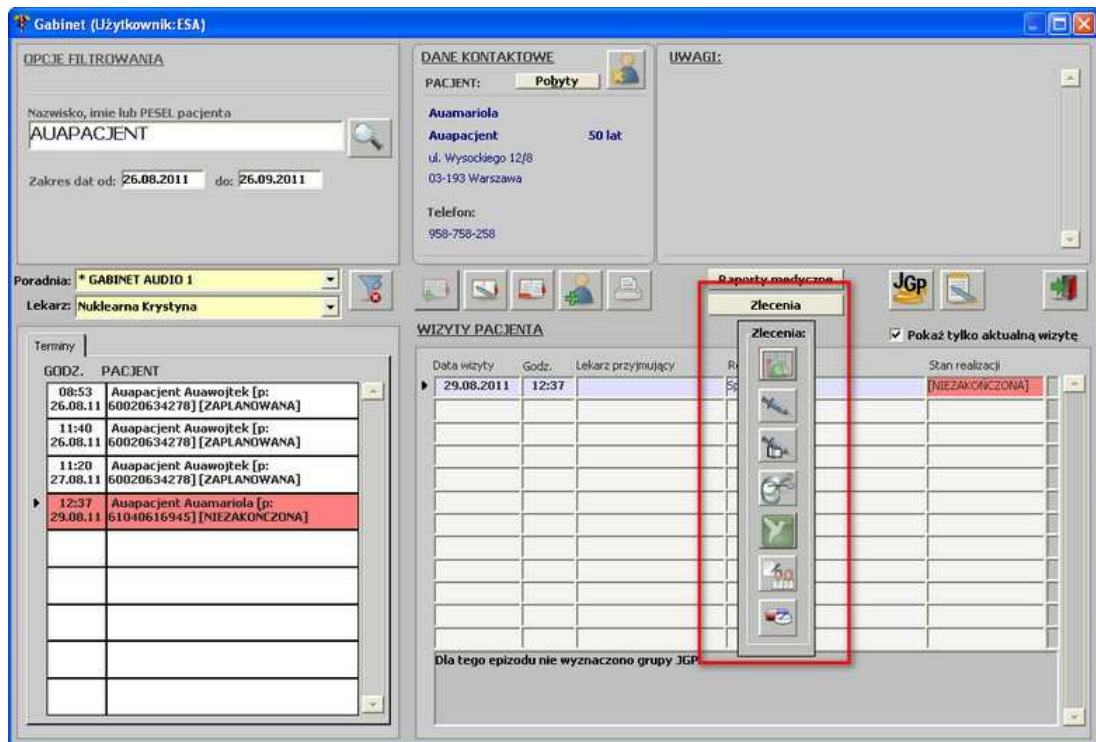 Gabinet (Użytkownik:ESA)
OPCJE FILTROWANIA
Nazwisko, imie lub PESEL pacjenta
AUAPACJENT
Zakres dat od: 26.08.2011 do: 26.09.2011
DANE KONTAKTOWE
PACJENT: Pobyty
Auamariola
Auapacjent 50 lat
ul. Wysockiego 12/8
03-193 Warszawa
Telefon:
958-758-258
UWAGI:
Poradnia: * GABINET AUDIO 1
Lekarz: Nuklearna Krystyna
Raporty medyczne
Zlecenia
JGP
Terminy
GODZ. PACJENT
08:53 Auapacjent Auawojtek [p:
26.08.11 60020634278] [ZAPLANOWANA]
11:40 Auapacjent Auawojtek [p:
26.08.11 60020634278] [ZAPLANOWANA]
11:20 Auapacjent Auawojtek [p:
27.08.11 60020634278] [ZAPLANOWANA]
12:37 Auapacjent Auamariola [p:
29.08.11 61040616945] [NIEZAKOŃCZONA]
WIZYTY PACJENTA
Zlecenia:
Pokaż tylko aktualną wizytę
Data wizyty Godz. Lekarz przyjmujący Stan realizacji
29.08.2011 12:37 [NIEZAKOŃCZONA]
Dla tego epizodu nie wyznaczono grupy JGP